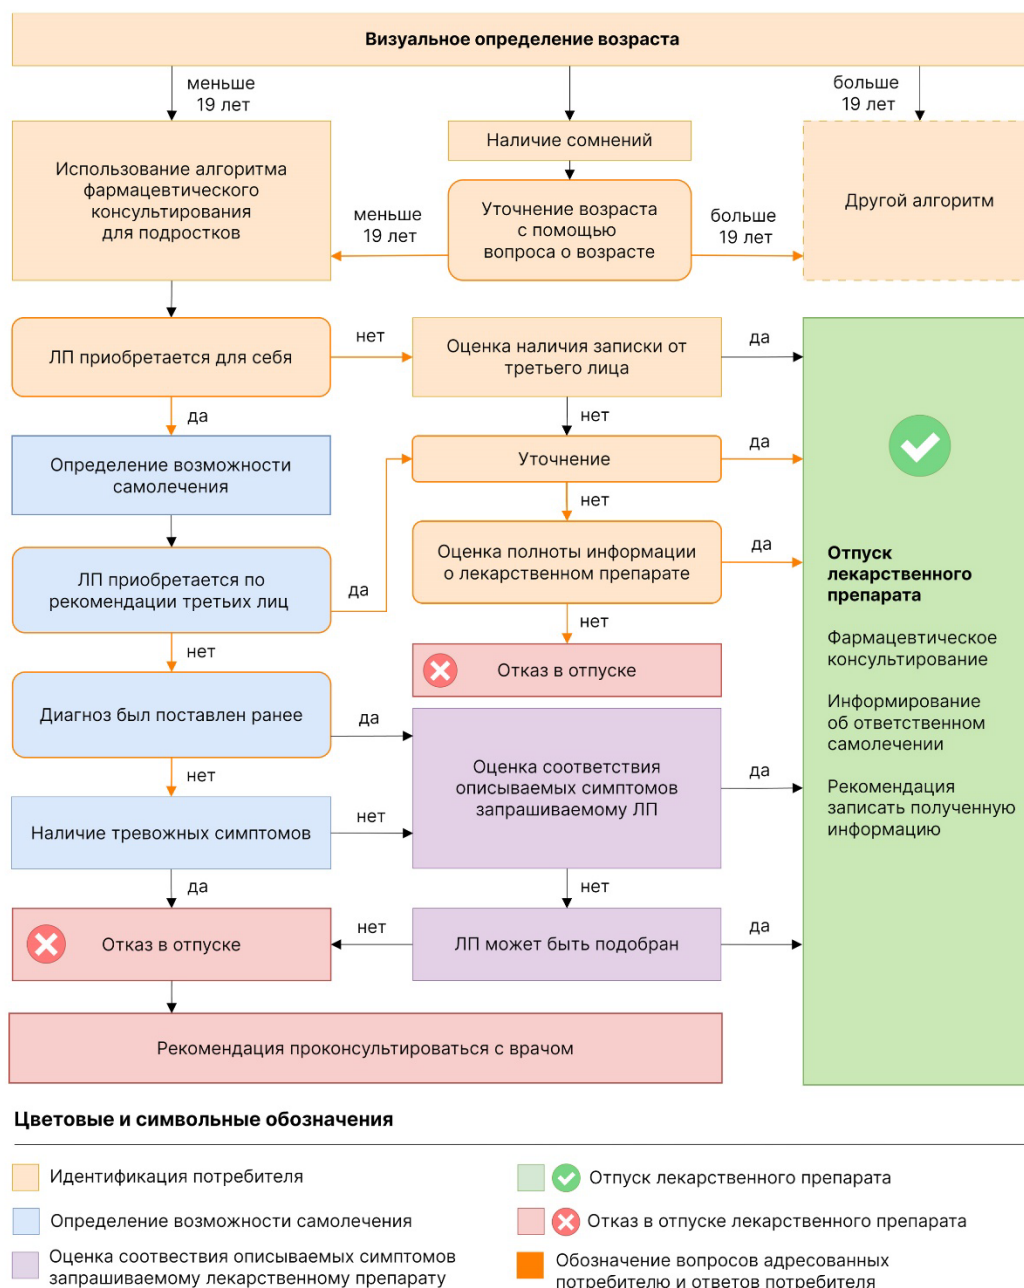 Визуальное определение возраста
меньше
19 лет
больше
19 лет
Использование алгоритма
фармацевтического
консультирования
для подростков
Наличие сомнений
Другой алгоритм
меньше
19 лет
Уточнение возраста
с помощью
вопроса о возрасте
больше
19 лет
ЛП приобретается для себя
нет
Оценка наличия записки от
третьего лица
да
да
нет
Определение возможности
самолечения
Уточнение
да
нет
ЛП приобретается по
рекомендации третьих лиц
да
Оценка полноты информации
о лекарственном препарате
да
нет
нет
Отказ в отпуске
Отпуск
лекарственного
препарата
Фармацевтическое
консультирование
Информирование
об ответственном
самолечении
Рекомендация
записать полученную
информацию
Диагноз был поставлен ранее
да
нет
Оценка соответствия
описываемых симптомов
запрашиваемому ЛП
да
Наличие тревожных симптомов
нет
да
нет
Отказ в отпуске
нет
ЛП может быть подобран
да
Рекомендация проконсультироваться с врачом
Цветовые и символьные обозначения
Идентификация потребителя
Отпуск лекарственного препарата
Определение возможности самолечения
Отказ в отпуске лекарственного препарата
Оценка соотвествия описываемых симптомов
запрашиваемому лекарственному препарату
Обозначение вопросов адресованных
потребителю и ответов потребителя